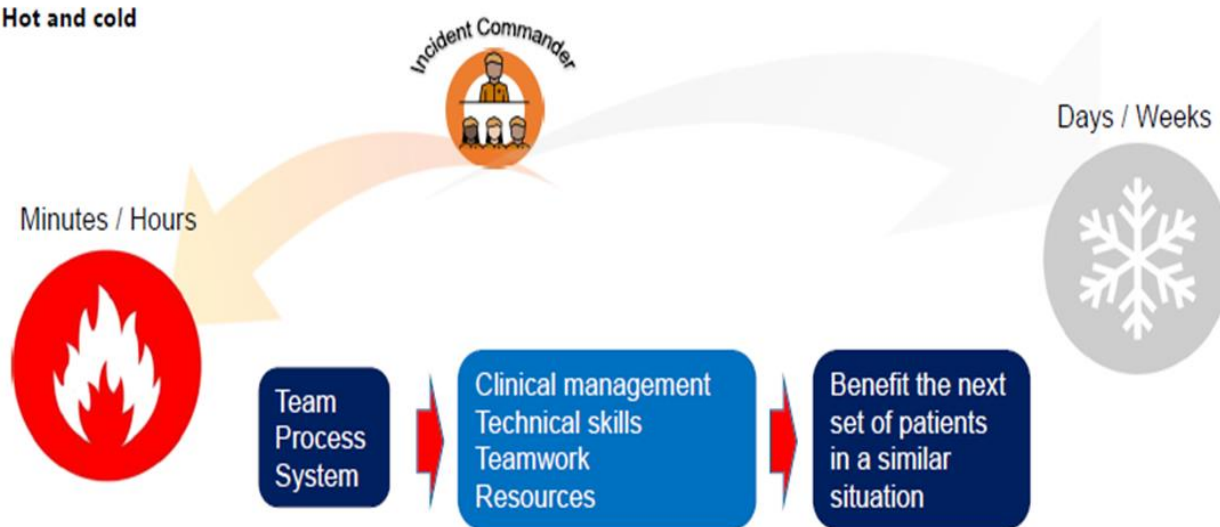 Hot and cold
Incident Commander
Days / Weeks
Minutes / Hours
Team
Process
System
Clinical management
Technical skills
Teamwork
Resources
Benefit the next
set of patients
in a similar
situation